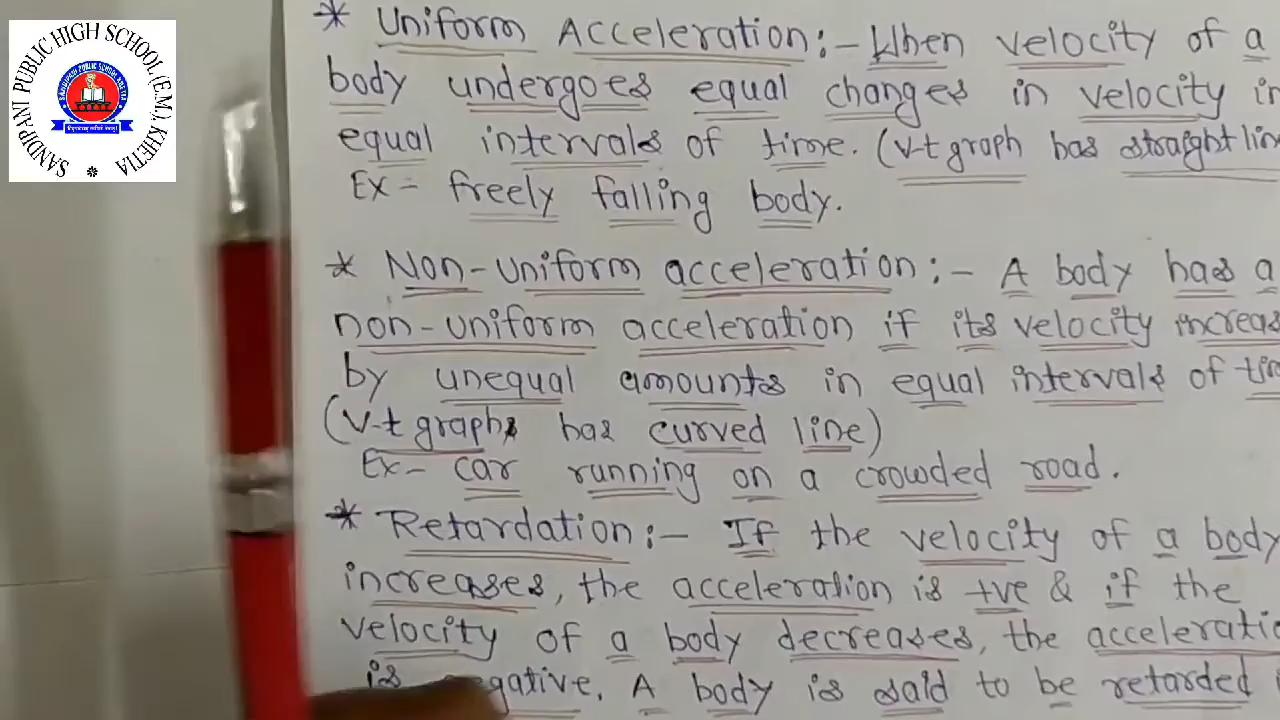 SANDIPANI PUBLIC HIGH SCHOOL (E.M.) KHETIA
* Uniform Acceleration :- When velocity of a
body undergoes equal changes in velocity in
equal intervals of time. (v-t graph has straight line
Ex - freely falling body.
* Non-uniform acceleration :- A body has a
non-uniform acceleration if its velocity increas
by unequal amounts in equal intervals of tim
(v-t graph has curved line)
Ex - car running on a crowded road.
* Retardation :- If the velocity of a body
increases, the acceleration is +ve & if the
velocity of a body decreases, the acceleratio
is negative. A body is said to be retarded i